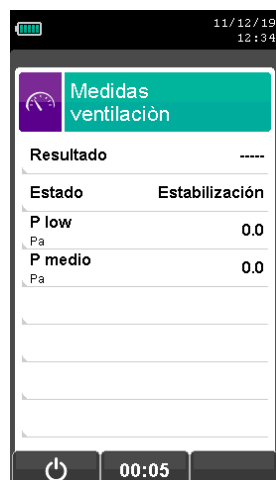 11/12/19
12:34
Medidas
ventilaciòn
Resultado -----
Estado Estabilización
P low 0.0
Pa
P medio 0.0
Pa
00:05